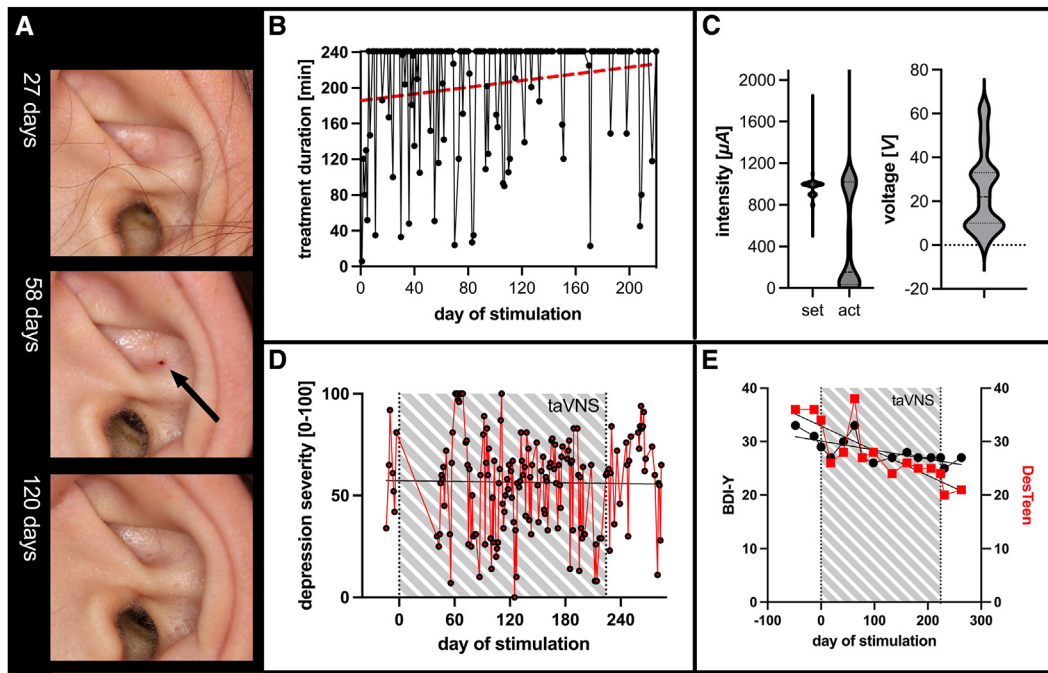 A
27 days
58 days
120 days
B
treatment duration [min]
240
200
160
120
80
40
0
0 40 80 120 160 200
day of stimulation
C
intensity [µA]
2000
1600
1200
800
400
0
set act
voltage [V]
80
60
40
20
0
-20
D
depression severity [0-100]
100
50
0
taVNS
0 60 120 180 240
day of stimulation
E
BDI-Y
40
30
20
10
0
taVNS
40
30
20
10
0
DesTeen
-100 0 100 200 300
day of stimulation